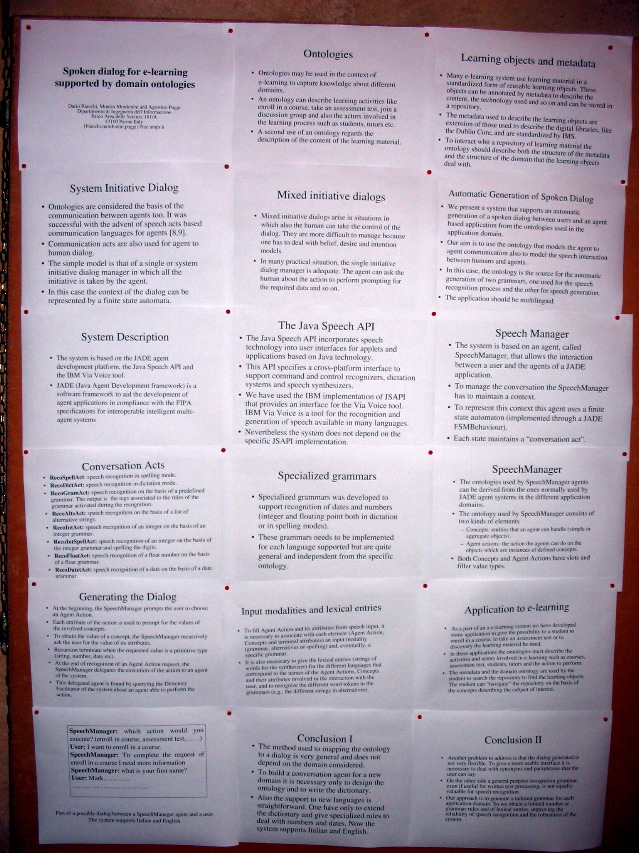 Spoken dialog for e-learning
supported by domain ontologies
Dario Bianchi, Monica Mordonini and Agostino Poggi
Dipartimento di Ingegneria dell'Informazione
Parco Area delle Scienze 181A
43100 Parma Italy
Ontologies
• Ontologies may be used in the context of
e-learning to capture knowledge about different
domains.
• An ontology can describe learning activities like
enroll in a course, take an assessment test, join a
discussion group and also the actors involved in
the learning process such as students, tutors etc.
• A second use of an ontology regards the
description of the content of the learning material.
Learning objects and metadata
• Many e-learning system use learning material in a
standardized form of reusable learning objects. These
objects can be annotated by metadata to describe the
content, the technology used and so on and can be stored in
a repository.
• The metadata used to describe the learning objects are
extension of those used to describe the digital libraries, like
the Dublin Core, and are standardized by IMS.
• To interact whit a repository of learning material the
ontology should describe both the structure of the metadata
and the structure of the domain that the learning objects
deal with.
System Initiative Dialog
• Ontologies are considered the basis of the
communication between agents too. It was
successful with the advent of speech acts based
communication languages for agents [8,9].
• Communication acts are also used for agent to
human dialog.
• The simple model is that of a single or system
initiative dialog manager in which all the
initiative is taken by the agent.
• In this case the context of the dialog can be
represented by a finite state automata.
Mixed initiative dialogs
• Mixed initiative dialogs arise in situations in
which also the human can take the control of the
dialog. They are more difficult to manage because
one has to deal with belief, desire and intention
models.
• In many practical situation, the single initiative
dialog manager is adequate. The agent can ask the
human about the action to perform prompting for
the required data and so on.
Automatic Generation of Spoken Dialog
• We present a system that supports an automatic
generation of a spoken dialog between users and an agent
based application from the ontologies used in the
application domain.
• Our aim is to use the ontology that models the agent to
agent communication also to model the speech interaction
between humans and agents.
• In this case, the ontology is the source for the automatic
generation of two grammars, one used for the speech
recognition process and the other for speech generation.
• The application should be multilingual.
System Description
• The system is based on the JADE agent
development platform, the Java Speech API and
the IBM Via Voice tool.
• JADE (Java Agent Development framework) is a
software framework to aid the development of
agent applications in compliance with the FIPA
specifications for interoperable intelligent multi-
agent systems
The Java Speech API
• The Java Speech API incorporates speech
technology into user interfaces for applets and
applications based on Java technology.
• This API specifies a cross-platform interface to
support command and control recognizers, dictation
systems and speech synthesizers.
• We have used the IBM implementation of JSAPI
that provides an interface for the Via Voice tool.
IBM Via Voice is a tool for the recognition and
generation of speech available in many languages.
• Nevertheless the system does not depend on the
specific JSAPI implementation.
Speech Manager
• The system is based on an agent, called
SpeechManager, that allows the interaction
between a user and the agents of a JADE
application.
• To manage the conversation the SpeechManager
has to maintain a context.
• To represent this context this agent uses a finite
state automaton (implemented through a JADE
FSMBehaviour).
• Each state maintains a “conversation act”.
Conversation Acts
• RecoSpellAct: speech recognition in spelling mode.
• RecoDictAct: speech recognition in dictation mode.
• RecoGramAct: speech recognition on the basis of a predefined
grammar. The output is the tags associated to the rules of the
grammar activated during the recognition.
• RecoAltsAct: speech recognition on the basis of a list of
alternative strings.
• RecoIntAct: speech recognition of an integer on the basis of an
integer grammar.
• RecoIntSpellAct: speech recognition of an integer on the basis of
the integer grammar and spelling the digits.
• RecoFloatAct: speech recognition of a float number on the basis
of a float grammar.
• RecoDateAct: speech recognition of a date on the basis of a date
grammar
Specialized grammars
• Specialized grammars was developed to
support recognition of dates and numbers
(integer and floating point both in dictation
or in spelling modes).
• These grammars needs to be implemented
for each language supported but are quite
general and independent from the specific
ontology.
SpeechManager
• The ontologies used by SpeechManager agents
can be derived from the ones normally used by
JADE agent systems in the different application
domains.
• The ontology used by SpeechManager consists of
two kinds of elements
– Concepts: entities that an agent can handle (simple or
aggregate objects).
– Agent actions: the action the agents can do on the
objects which are instances of defined concepts.
• Both Concepts and Agent Actions have slots and
filler value types.
Generating the Dialog
• At the beginning, the SpeechManager prompts the user to choose
an Agent Action.
• Each attribute of the action is used to prompt for the values of
the involved concepts.
• To obtain the value of a concept, the SpeechManager recursively
ask the user for the value of its attributes.
• Recursion terminates when the requested value is a primitive type
(string, number, date etc).
• At the end of recognition of an Agent Action request, the
SpeechManager delegates the execution of the action to an agent
of the system.
• This delegated agent is found by querying the Directory
Facilitator of the system about an agent able to perform the
action.
Input modalities and lexical entries
• To fill Agent Action and its attributes from speech input, it
is necessary to associate with each element (Agent Action,
Concepts and terminal attributes) an input modality
(grammar, alternatives or spelling) and, eventually, a
specific grammar.
• It is also necessary to give the lexical entries (strings of
words for the synthesizer) for the different languages that
correspond to the names of the Agent Actions, Concepts
and their attributes involved in the interaction with the
user, and to recognize the different word tokens in the
grammars (e.g., the different strings in alternatives).
Application to e-learning
• As a part of an e-learning system we have developed
some application to give the possibility to a student to
enroll in a course, to take an assessment test or to
discovery the learning material he need.
• In these applications the ontologies must describe the
activities and actors involved in e-learning such as courses,
assessment test, students, tutors and the action to perform.
• The metadata and the domain ontology are used by the
student to search the repository to find the learning objects.
The student can "navigate" the repository on the basis of
the concepts describing the subject of interest.
SpeechManager: which action would you
execute? (enroll in course, assessment test,……)
User: I want to enroll in a course.
SpeechManager: To complete the request of
enroll in a course I need more information
SpeechManager: what is your first name?
User: Mark………
Part of a possible dialog between a SpeechManager agent and a user.
The system supports Italian and English
Conclusion I
• The method used to mapping the ontology
to a dialog is very general and does not
depend on the domain considered.
• To build a conversation agent for a new
domain it is necessary only to design the
ontology and to write the dictionary.
• Also the support to new languages is
straightforward. One have only to extend
the dictionary and give specialized rules to
deal with numbers and dates. Now the
system supports Italian and English.
Conclusion II
• Another problem to address is that the dialog generated is
not very flexible. To give a more usable interface it is
necessary to deal with synonyms and paraphrases that the
user can say.
• On the other side a general purpose recognition grammar,
even if useful for written text processing, is not equally
valuable for speech recognition.
• Our approach is to generate a tailored grammar for each
application domain. So we obtain a limited number of
grammar rules and of lexical entries, improving the
reliability of speech recognition and the robustness of the
system.